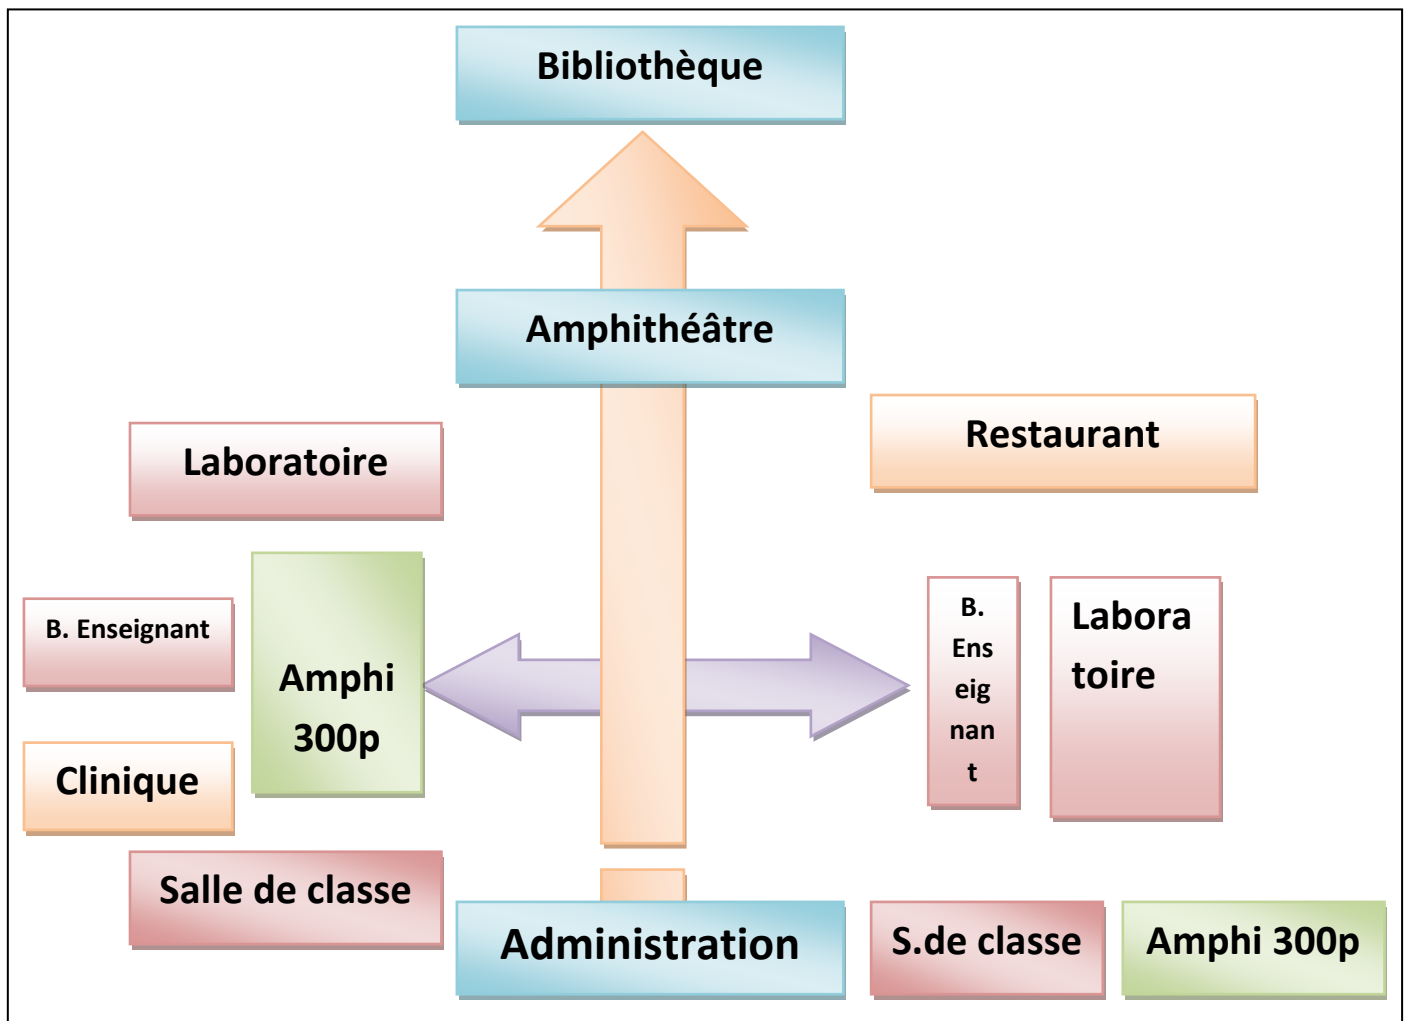 Bibliothèque
Amphithéâtre
Restaurant
Laboratoire
B. Enseignant
Amphi
300p
B.
Ens
eig
nan
t
Labora
toire
Clinique
Salle de classe
Administration
S.de classe
Amphi 300p